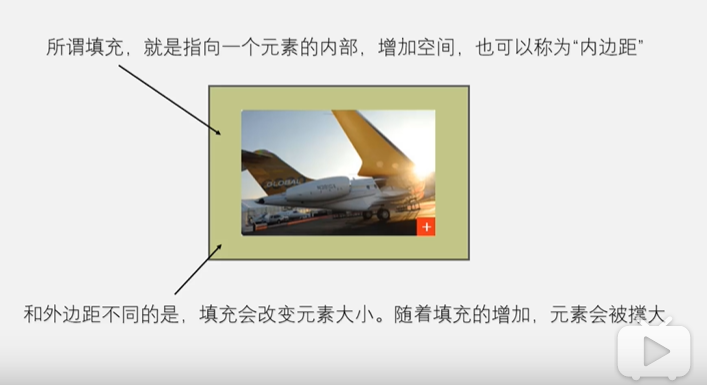 所谓填充，就是指向一个元素的内部，增加空间，也可以称为“内边距”
GLOBAL
和外边距不同的是，填充会改变元素大小。随着填充的增加，元素会被撑大